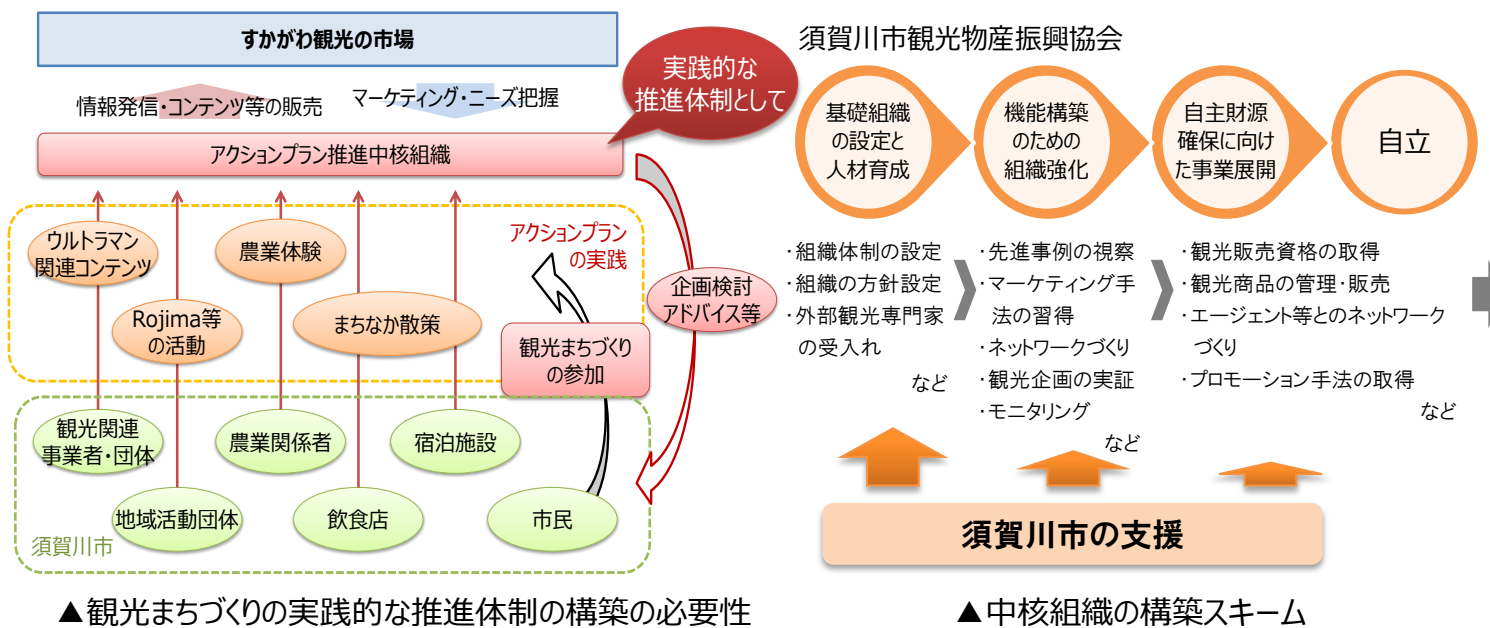 すかがわ観光の市場
情報発信・コンテンツ等の販売
マーケティング・ニーズ把握
実践的な
推進体制として
アクションプラン推進中核組織
アクションプラン
の実践
ウルトラマン
関連コンテンツ
農業体験
Rojima等
の活動
まちなか散策
企画検討
アドバイス等
観光まちづくり
の参加
観光関連
事業者・団体
農業関係者
宿泊施設
地域活動団体
飲食店
市民
須賀川市
▲観光まちづくりの実践的な推進体制の構築の必要性
須賀川市観光物産振興協会
基礎組織
の設定と
人材育成
機能構築
のための
組織強化
自主財源
確保に向け
た事業展開
自立
・組織体制の設定
・組織の方針設定
・外部観光専門家
の受入れ
など
・先進事例の視察
・マーケティング手
法の習得
・ネットワークづくり
・観光企画の実証
・モニタリング
など
・観光販売資格の取得
・観光商品の管理・販売
・エージェント等とのネットワーク
づくり
・プロモーション手法の取得
など
須賀川市の支援
▲中核組織の構築スキーム